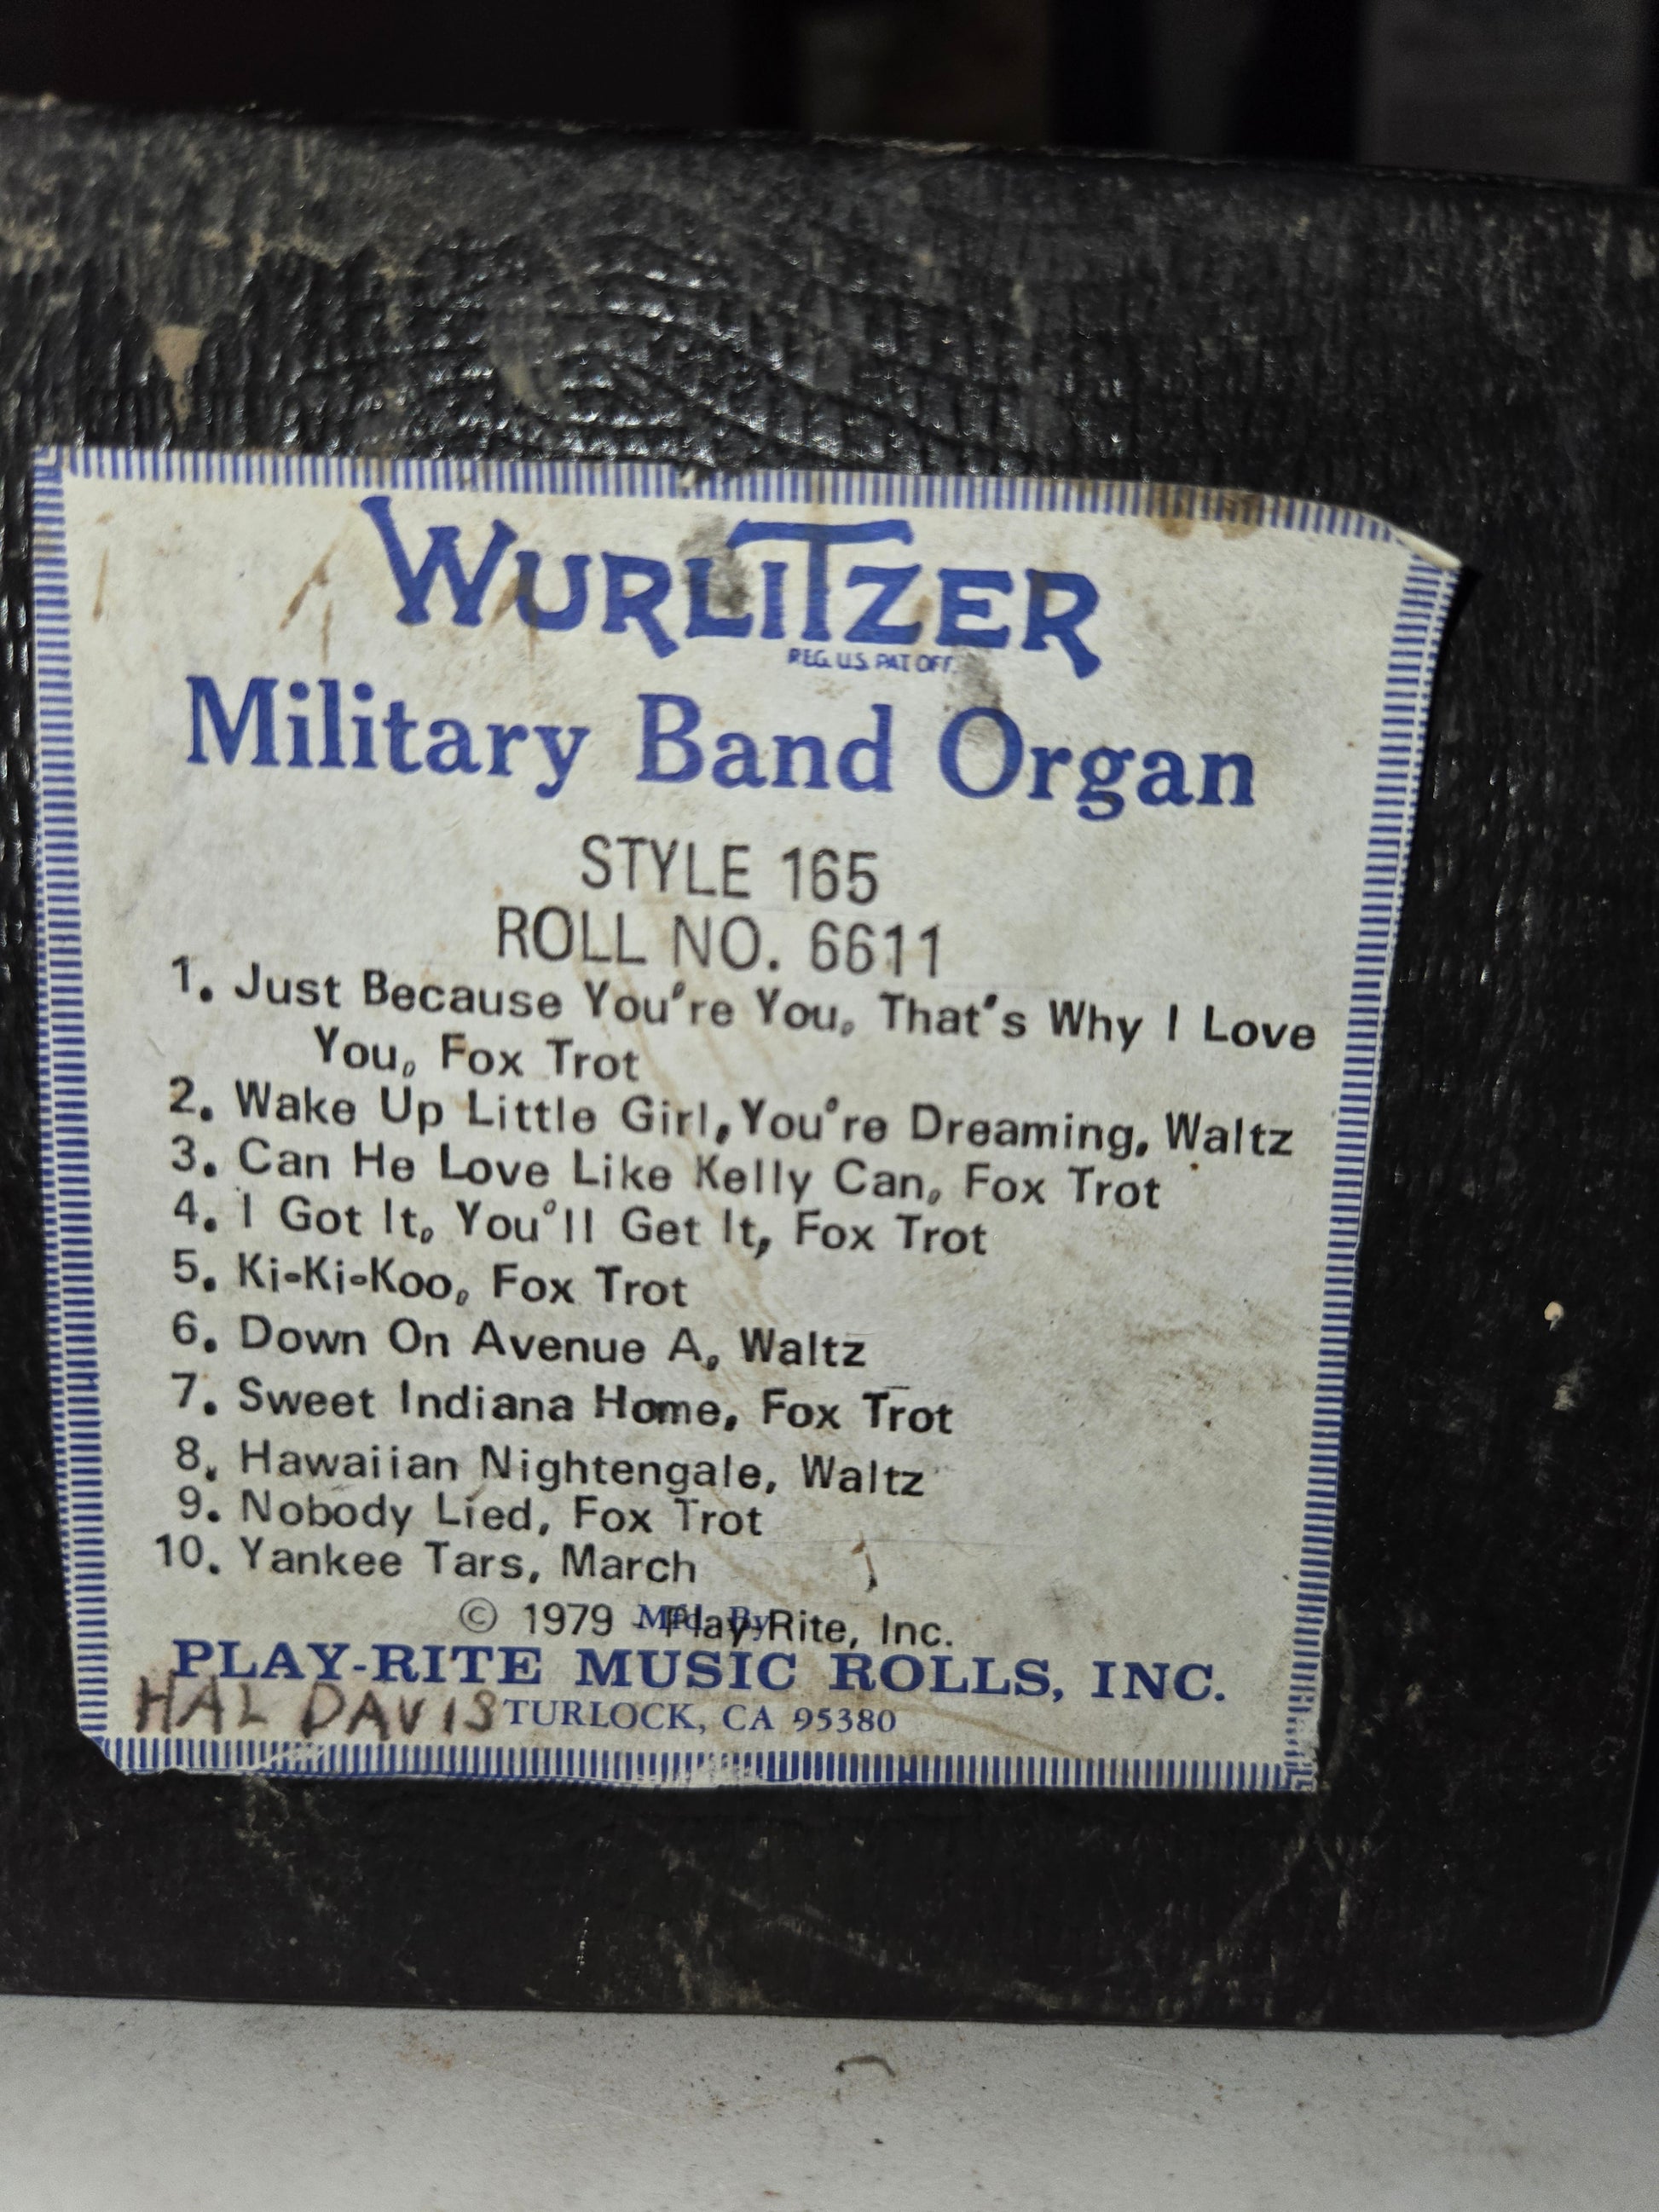 WURLITZER
REG. U.S. PAT. OFF.
Military Band Organ
STYLE 165
ROLL NO. 6611
1. Just Because You're You, That's Why I Love
You, Fox Trot
2. Wake Up Little Girl, You're Dreaming, Waltz
3. Can He Love Like Kelly Can, Fox Trot
4. I Got It, You'll Get It, Fox Trot
5. Ki-Ki-Koo, Fox Trot
6. Down On Avenue A, Waltz
7. Sweet Indiana Home, Fox Trot
8. Hawaiian Nightengale, Waltz
9. Nobody Lied, Fox Trot
10. Yankee Tars, March
© 1979 Play-Rite, Inc.
Mfd. By
PLAY-RITE MUSIC ROLLS, INC.
HAL DAVIS TURLOCK, CA 95380